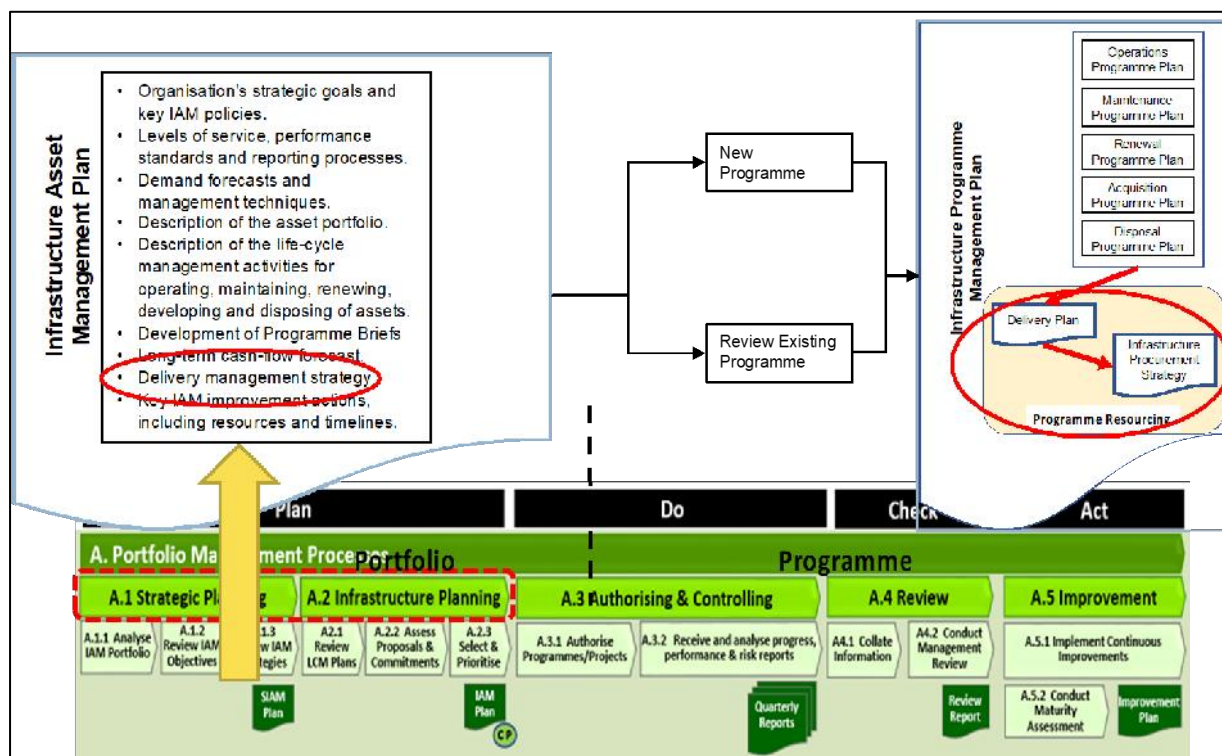 Infrastructure Asset
Management Plan
• Organisation's strategic goals and
key IAM policies.
• Levels of service, performance
standards and reporting processes.
• Demand forecasts and
management techniques.
• Description of the asset portfolio.
• Description of the life-cycle
management activities for
operating, maintaining, renewing,
developing and disposing of assets.
• Development of Programme Briefs
• Long-term cash-flow forecast
• Delivery management strategy
• Key IAM improvement actions,
including resources and timelines.
New
Programme
Review Existing
Programme
Infrastructure Programme
Management Plan
Operations
Programme Plan
Maintenance
Programme Plan
Renewal
Programme Plan
Acquisition
Programme Plan
Disposal
Programme Plan
Delivery Plan
Infrastructure
Procurement
Strategy
Programme Resourcing
Plan
Do
Check
Act
A. Portfolio Management Processes
Portfolio
Programme
A.1 Strategic
A.2 Infrastructure Planning
A.3 Authorising & Controlling
A.4 Review
A.5 Improvement
A.1.1 Analyse
IAM Portfolio
A.1.2
Review IAM
Objectives
IAM
A2.1
Review
LCM Plans
A.2.2 Assess
Proposals &
Commitments
A.2.3
Select &
Prioritise
A.3.1 Authorise
Programmes/Projects
A.3.2 Receive and analyse progress,
performance & risk reports
A4.1 Collate
Information
A4.2 Conduct
Management
Review
A.5.1 Implement Continuous
Improvements
SIAM
Plan
IAM
Plan
CP
Quarterly
Reports
Review
Report
A.5.2 Conduct
Maturity
Assessment
Improvement
Plan